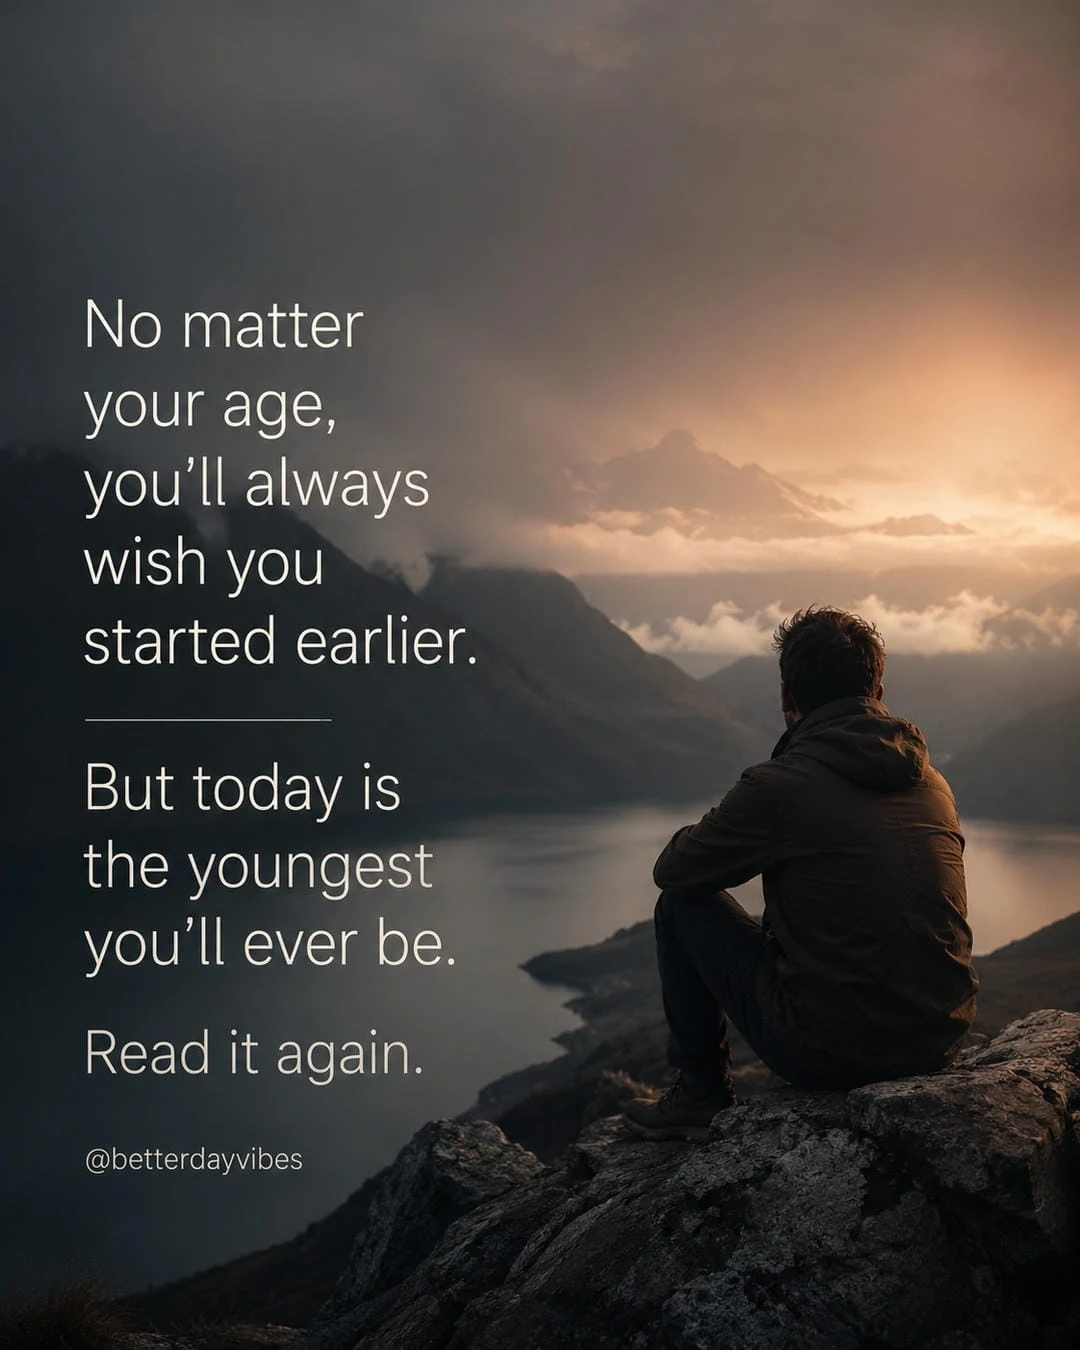 No matter
your age,
you’ll always
wish you
started earlier.
But today is
the youngest
you’ll ever be.
Read it again.
@betterdayvibes